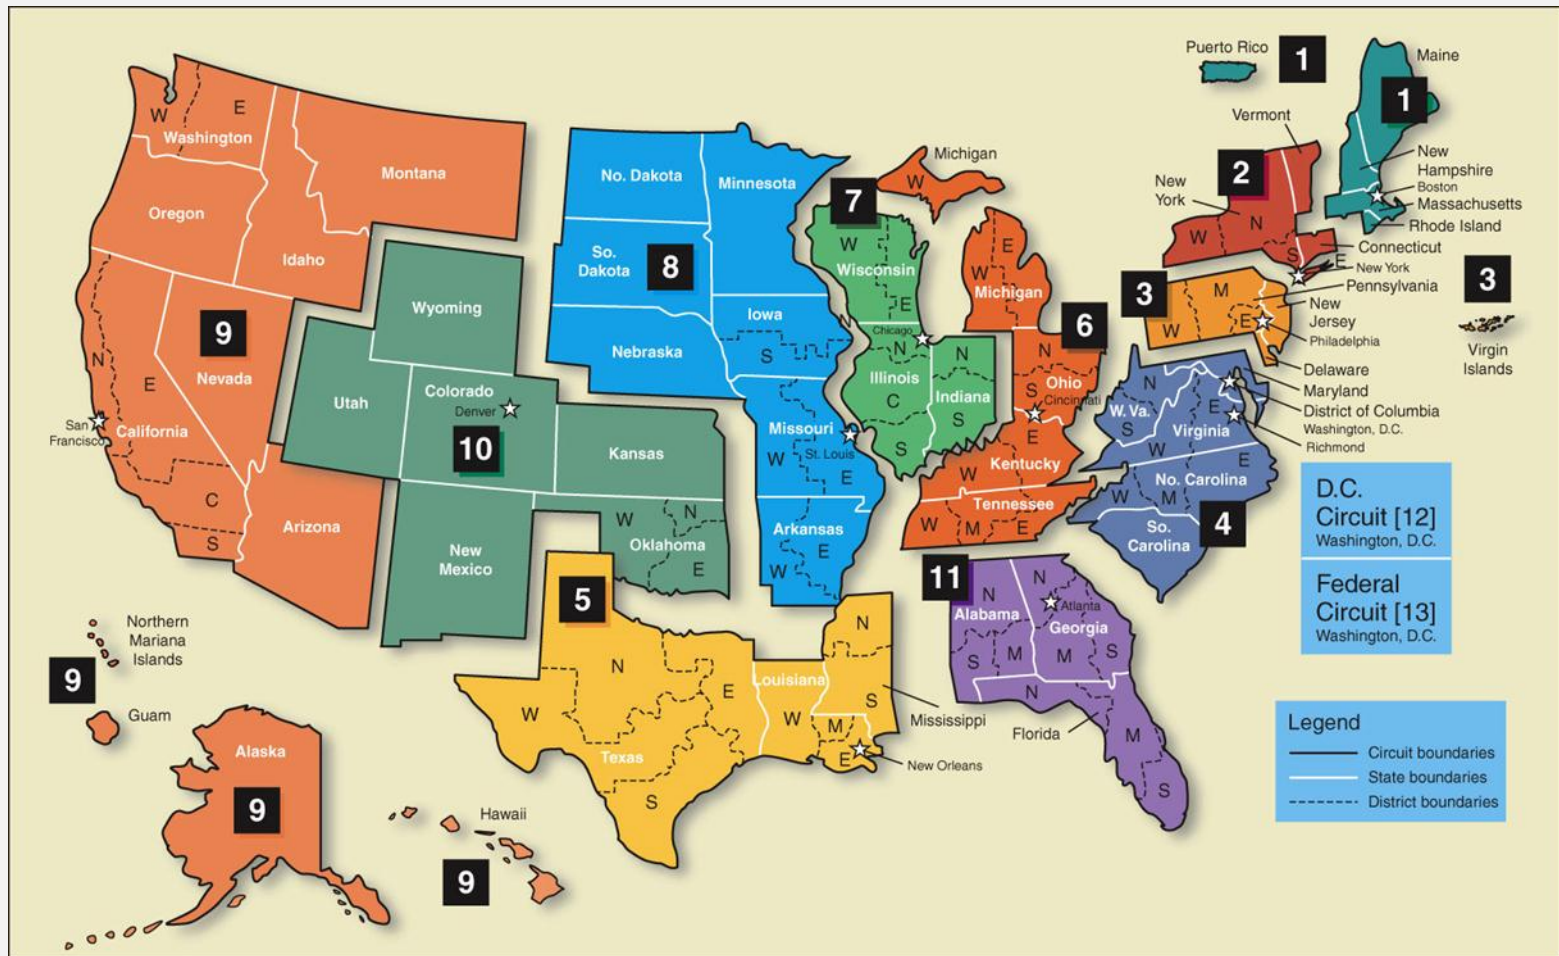 Puerto Rico
1
Maine
1
Vermont
New
Hampshire
Boston
Massachusetts
Rhode Island
Connecticut
2
New
York
W
N
S
E
New York
Pennsylvania
3
M
W
E
New
Jersey
Philadelphia
S
Delaware
Maryland
District of Columbia
Washington, D.C.
Richmond
3
Virgin
Islands
W
E
Washington
Montana
Oregon
Idaho
9
Nevada
N
E
San
Francisco
California
C
S
Arizona
Wyoming
Utah
Colorado
Denver
10
Kansas
New
Mexico
W
N
Oklahoma
E
No. Dakota
Minnesota
So.
Dakota
8
Iowa
N
S
Nebraska
Missouri
St. Louis
W
E
Arkansas
E
W
7
W
Wisconsin
E
Chicago
N
Illinois
C
S
N
Indiana
S
Michigan
W
E
W
Michigan
6
N
Ohio
S
Cincinnati
E
Kentucky
W
Tennessee
W
M
E
N
W. Va.
S
E
Virginia
W
E
No. Carolina
W
M
So.
Carolina
4
D.C.
Circuit [12]
Washington, D.C.
Federal
Circuit [13]
Washington, D.C.
5
N
W
E
Texas
S
Louisiana
W
M
E
N
S
Mississippi
New Orleans
11
N
Alabama
S
M
N
Atlanta
Georgia
M
S
N
Florida
M
S
Northern
Mariana
Islands
9
Guam
Alaska
9
Hawaii
9
Legend
Circuit boundaries
State boundaries
District boundaries